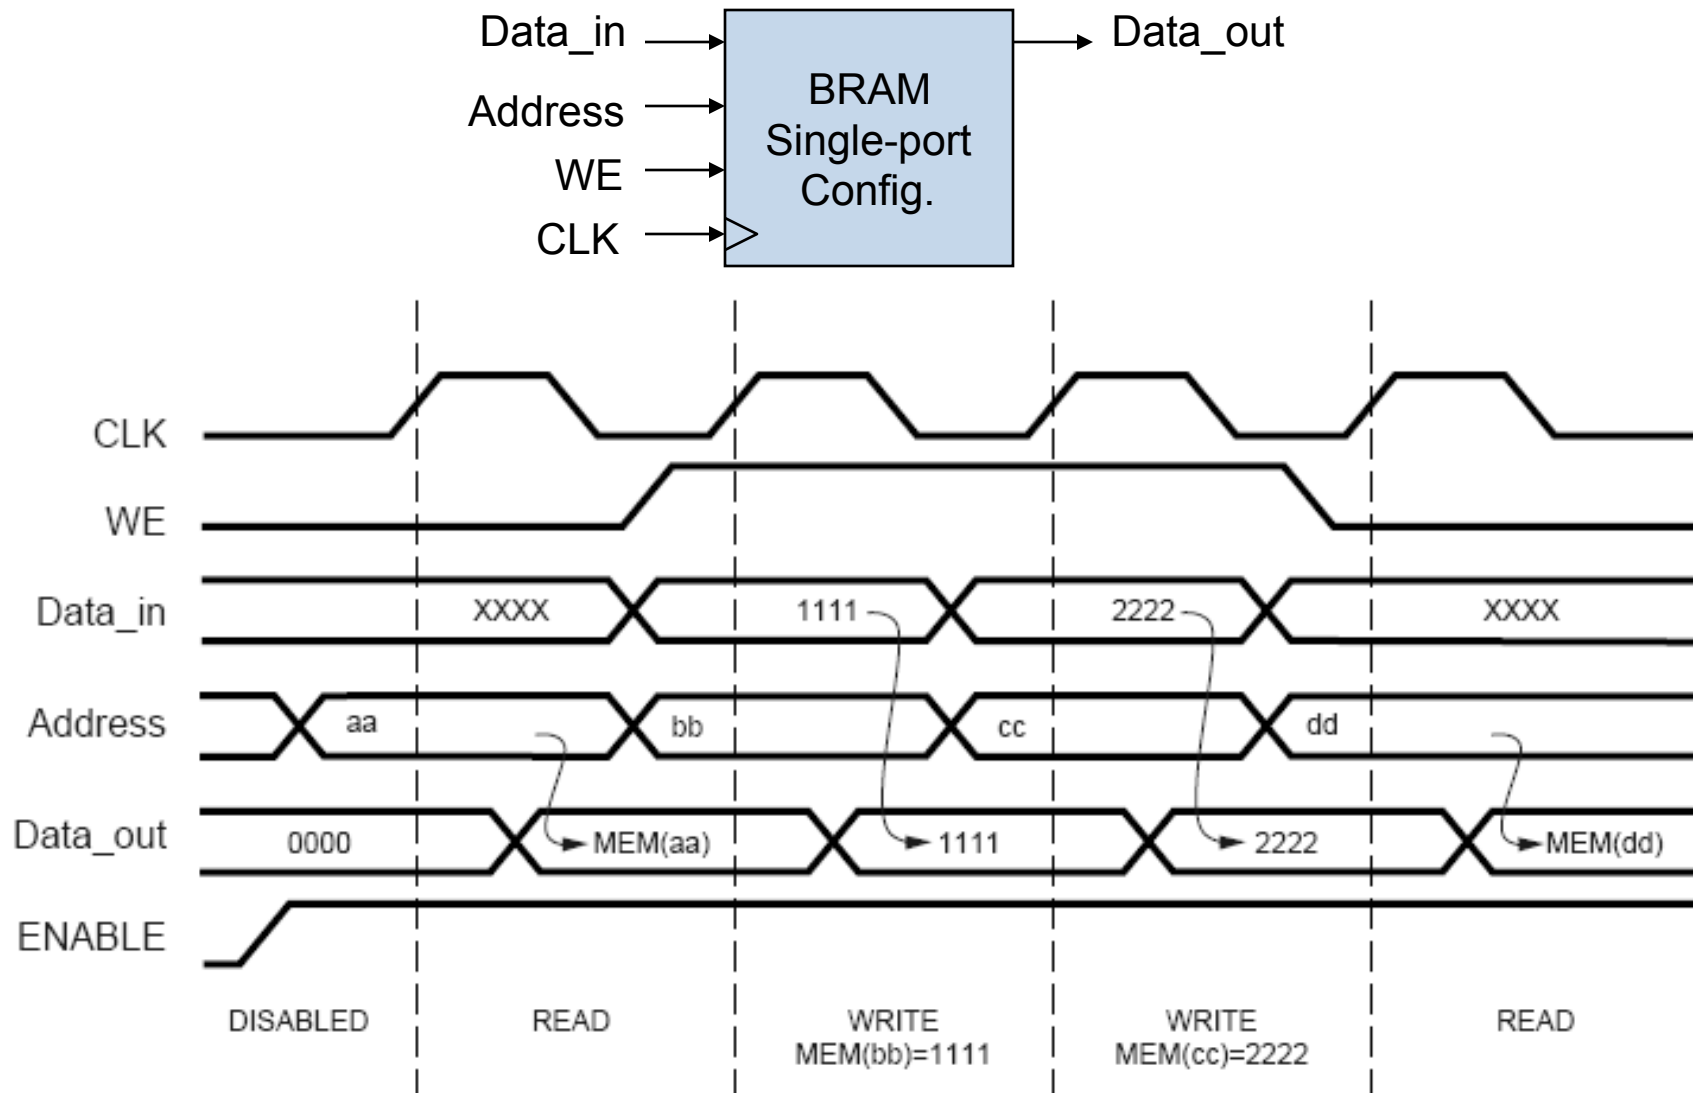 Data_in
Data_out
Address
WE
CLK
BRAM
Single-port
Config.
CLK
WE
Data_in XXXX 1111 2222 XXXX
Address aa bb cc dd
Data_out 0000 MEM(aa) 1111 2222 MEM(dd)
ENABLE
DISABLED READ WRITE WRITE READ
MEM(bb)=1111 MEM(cc)=2222